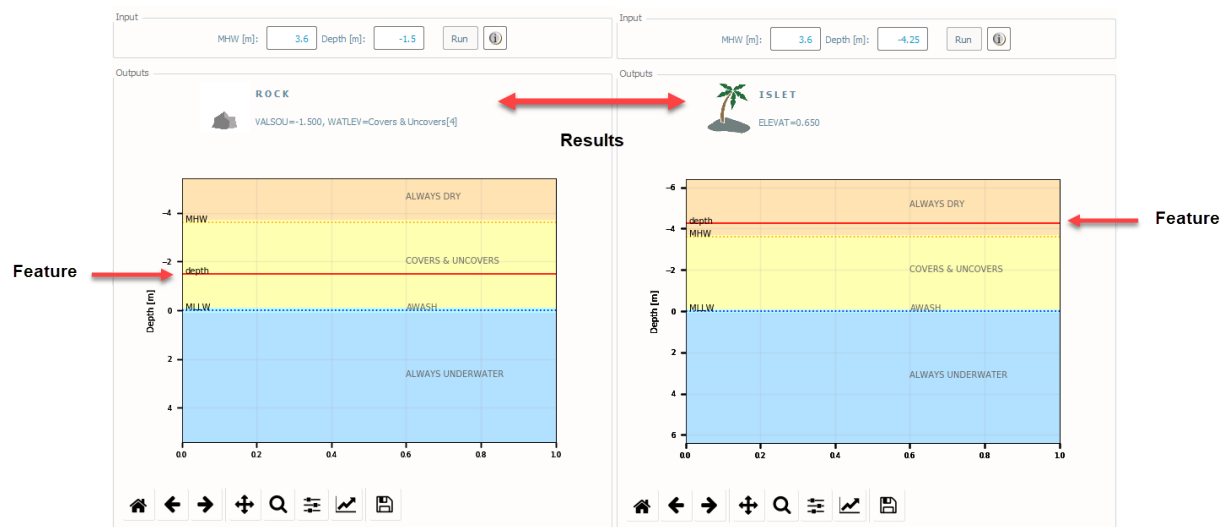 Input
MHW [m]: 3.6 Depth [m]: -1.5 Run
Outputs
ROCK
VALSOU=-1.500, WATLEV=Covers & Uncovers[4]
ALWAYS DRY
MHW
COVERS & UNCOVERS
depth
MLLW
AWASH
ALWAYS UNDERWATER
Depth [m]
−4
−2
0
2
4
0.0 0.2 0.4 0.6 0.8 1.0
Feature
Results
Input
MHW [m]: 3.6 Depth [m]: -4.25 Run
Outputs
ISLET
ELEVAT=0.650
ALWAYS DRY
depth
MHW
COVERS & UNCOVERS
MLLW
AWASH
ALWAYS UNDERWATER
Depth [m]
−6
−4
−2
0
2
4
6
0.0 0.2 0.4 0.6 0.8 1.0
Feature